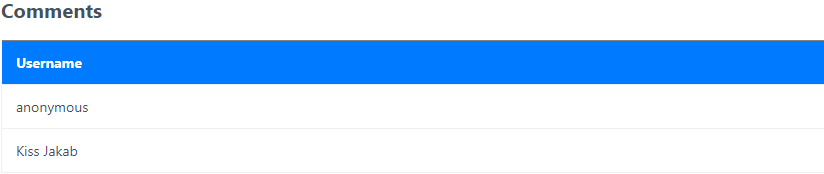 Comments
Username
anonymous
Kiss Jakab